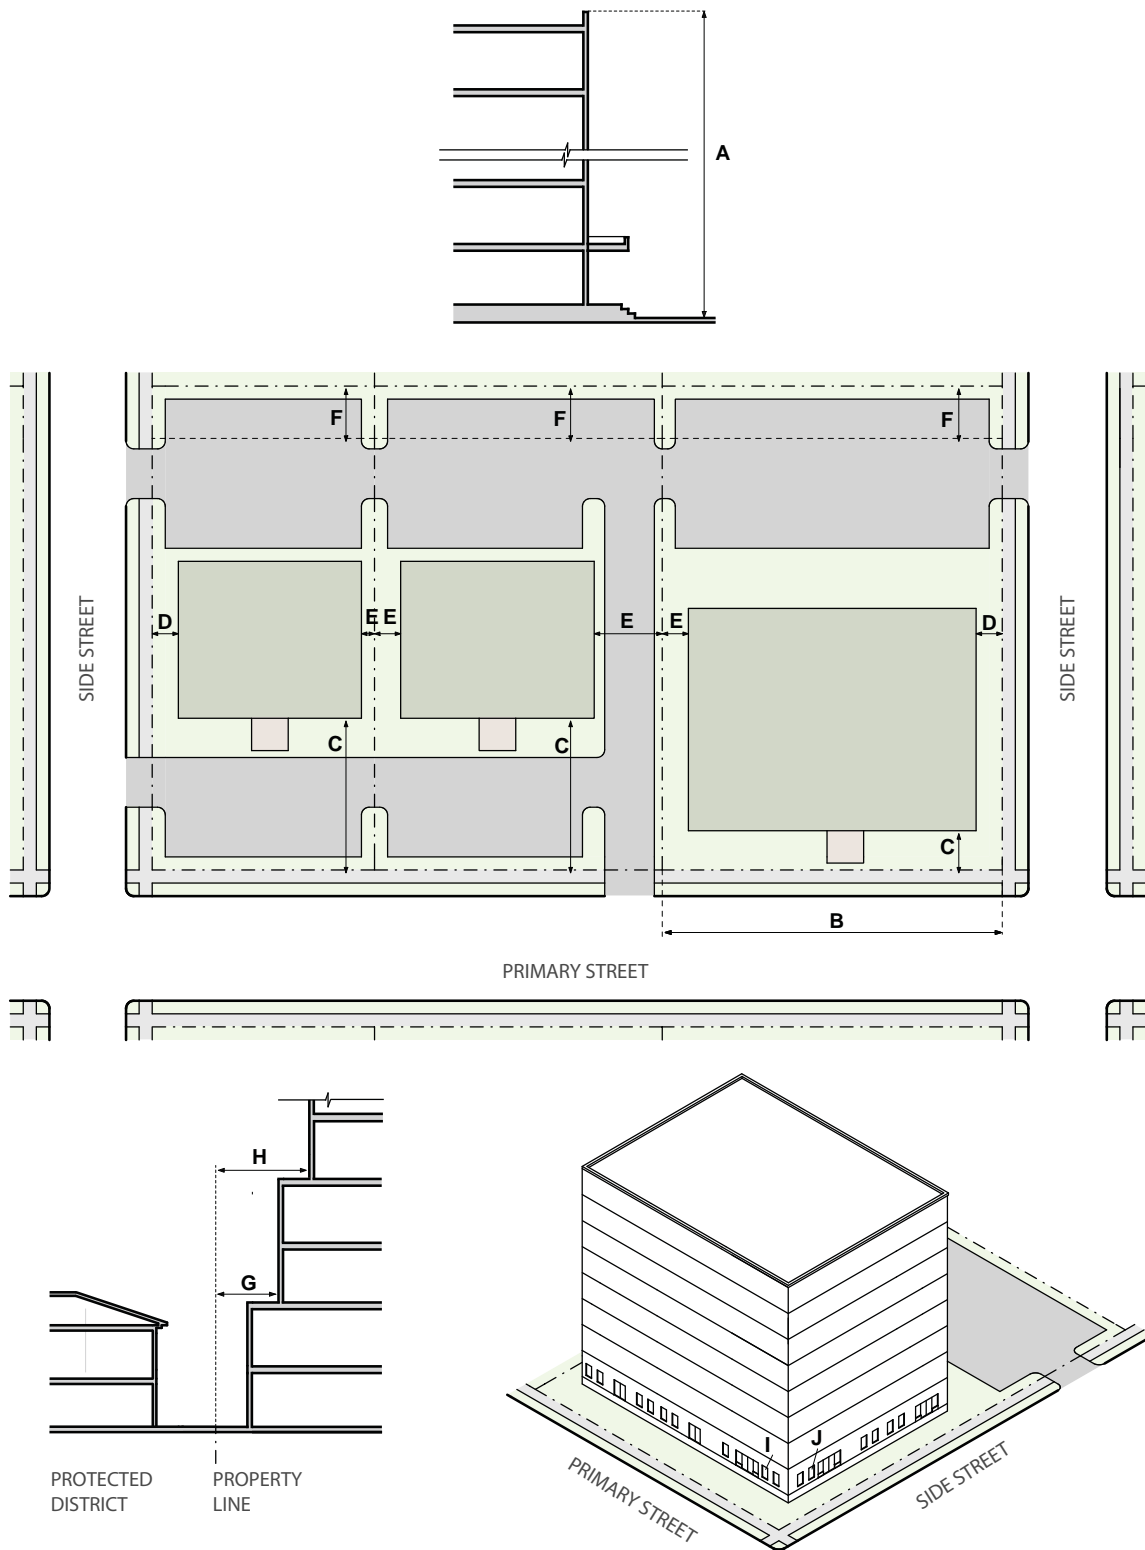 A
F
F
F
SIDE STREET
D
E
E
E
E
D
SIDE STREET
C
C
C
B
PRIMARY STREET
H
G
PROTECTED
DISTRICT
PROPERTY
LINE
I
J
PRIMARY STREET
SIDE STREET